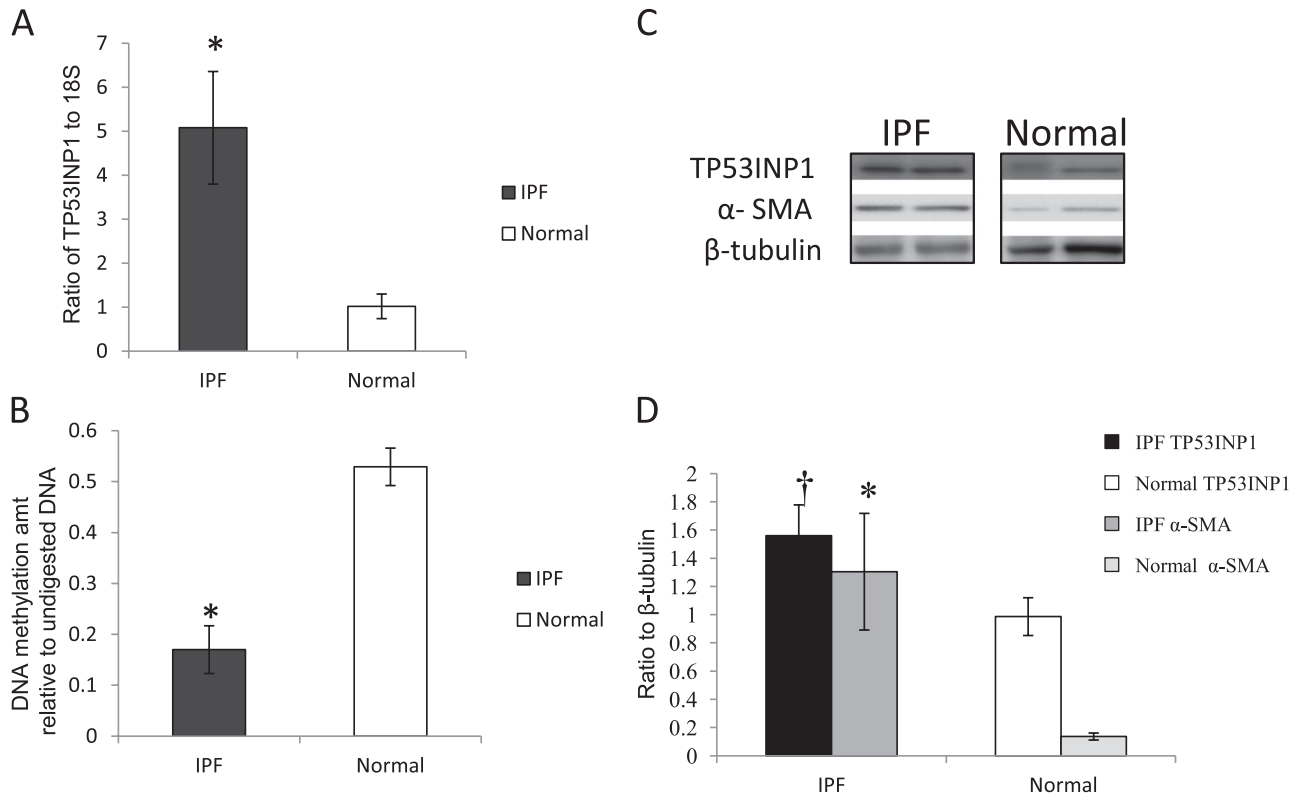 A
7
6
5
4
3
2
1
0
Ratio of TP53INP1 to 18S
*
IPF
Normal
IPF
Normal
B
0.6
0.5
0.4
0.3
0.2
0.1
0
DNA methylation amt
relative to undigested DNA
*
IPF
Normal
IPF
Normal
C
IPF Normal
TP53INP1
α- SMA
β-tubulin
D
2
1.8
1.6
1.4
1.2
1
0.8
0.6
0.4
0.2
0
Ratio to β-tubulin
† *
IPF
Normal
IPF TP53INP1
Normal TP53INP1
IPF α-SMA
Normal α-SMA